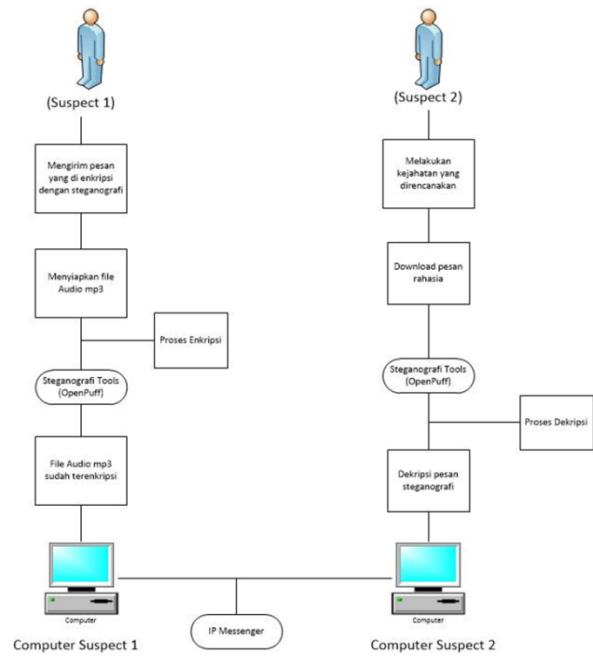 (Suspect 1)
Mengirim pesan
yang di enkripsi
dengan steganografi
Menyiapkan file
Audio mp3
Proses Enkripsi
Steganografi Tools
(OpenPuff)
File Audio mp3
sudah terenkripsi
Computer
Computer Suspect 1
IP Messenger
(Suspect 2)
Melakukan
kejahatan yang
direncanakan
Download pesan
rahasia
Steganografi Tools
(OpenPuff)
Proses Dekripsi
Dekripsi pesan
steganografi
Computer
Computer Suspect 2